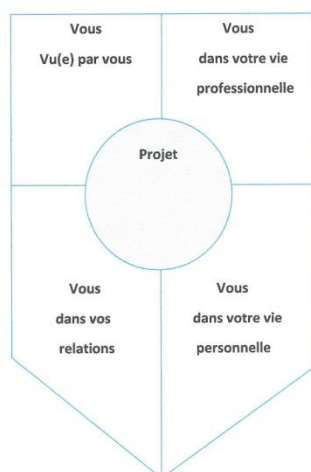 Vous
Vu(e) par vous
Vous
dans votre vie
professionnelle
Projet
Vous
dans vos
relations
Vous
dans votre vie
personnelle